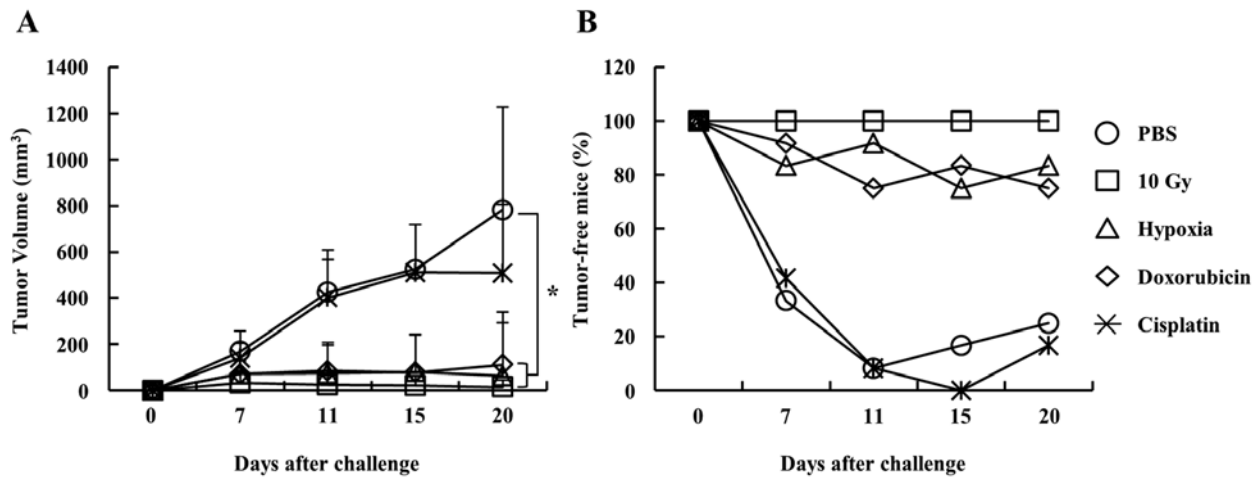 A
Tumor Volume (mm³)
1400
1200
1000
800
600
400
200
0
*
0 7 11 15 20
Days after challenge
B
Tumor-free mice (%)
120
100
80
60
40
20
0
0 7 11 15 20
Days after challenge
PBS
10 Gy
Hypoxia
Doxorubicin
Cisplatin